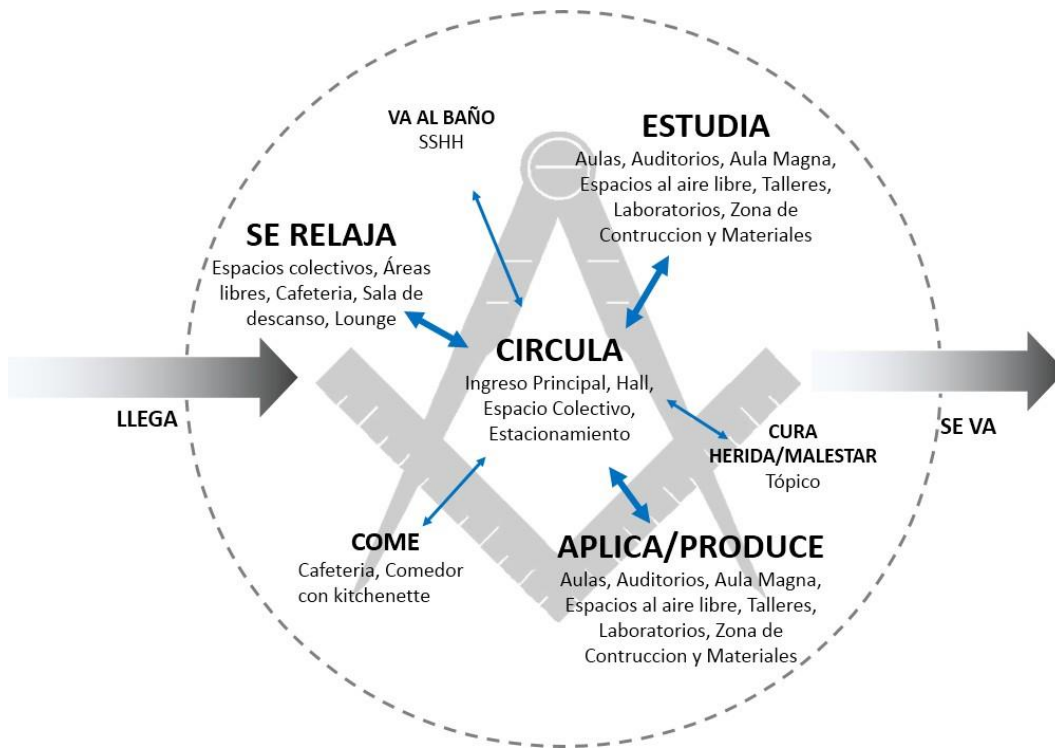 VA AL BAÑO
SSHH
ESTUDIA
Aulas, Auditorios, Aula Magna,
Espacios al aire libre, Talleres,
Laboratorios, Zona de
Contruccion y Materiales
SE RELAJA
Espacios colectivos, Áreas
libres, Cafeteria, Sala de
descanso, Lounge
CIRCULA
Ingreso Principal, Hall,
Espacio Colectivo,
Estacionamiento
LLEGA
SE VA
CURA
HERIDA/MALESTAR
Tópico
COME
Cafeteria, Comedor
con kitchenette
APLICA/PRODUCE
Aulas, Auditorios, Aula Magna,
Espacios al aire libre, Talleres,
Laboratorios, Zona de
Contruccion y Materiales